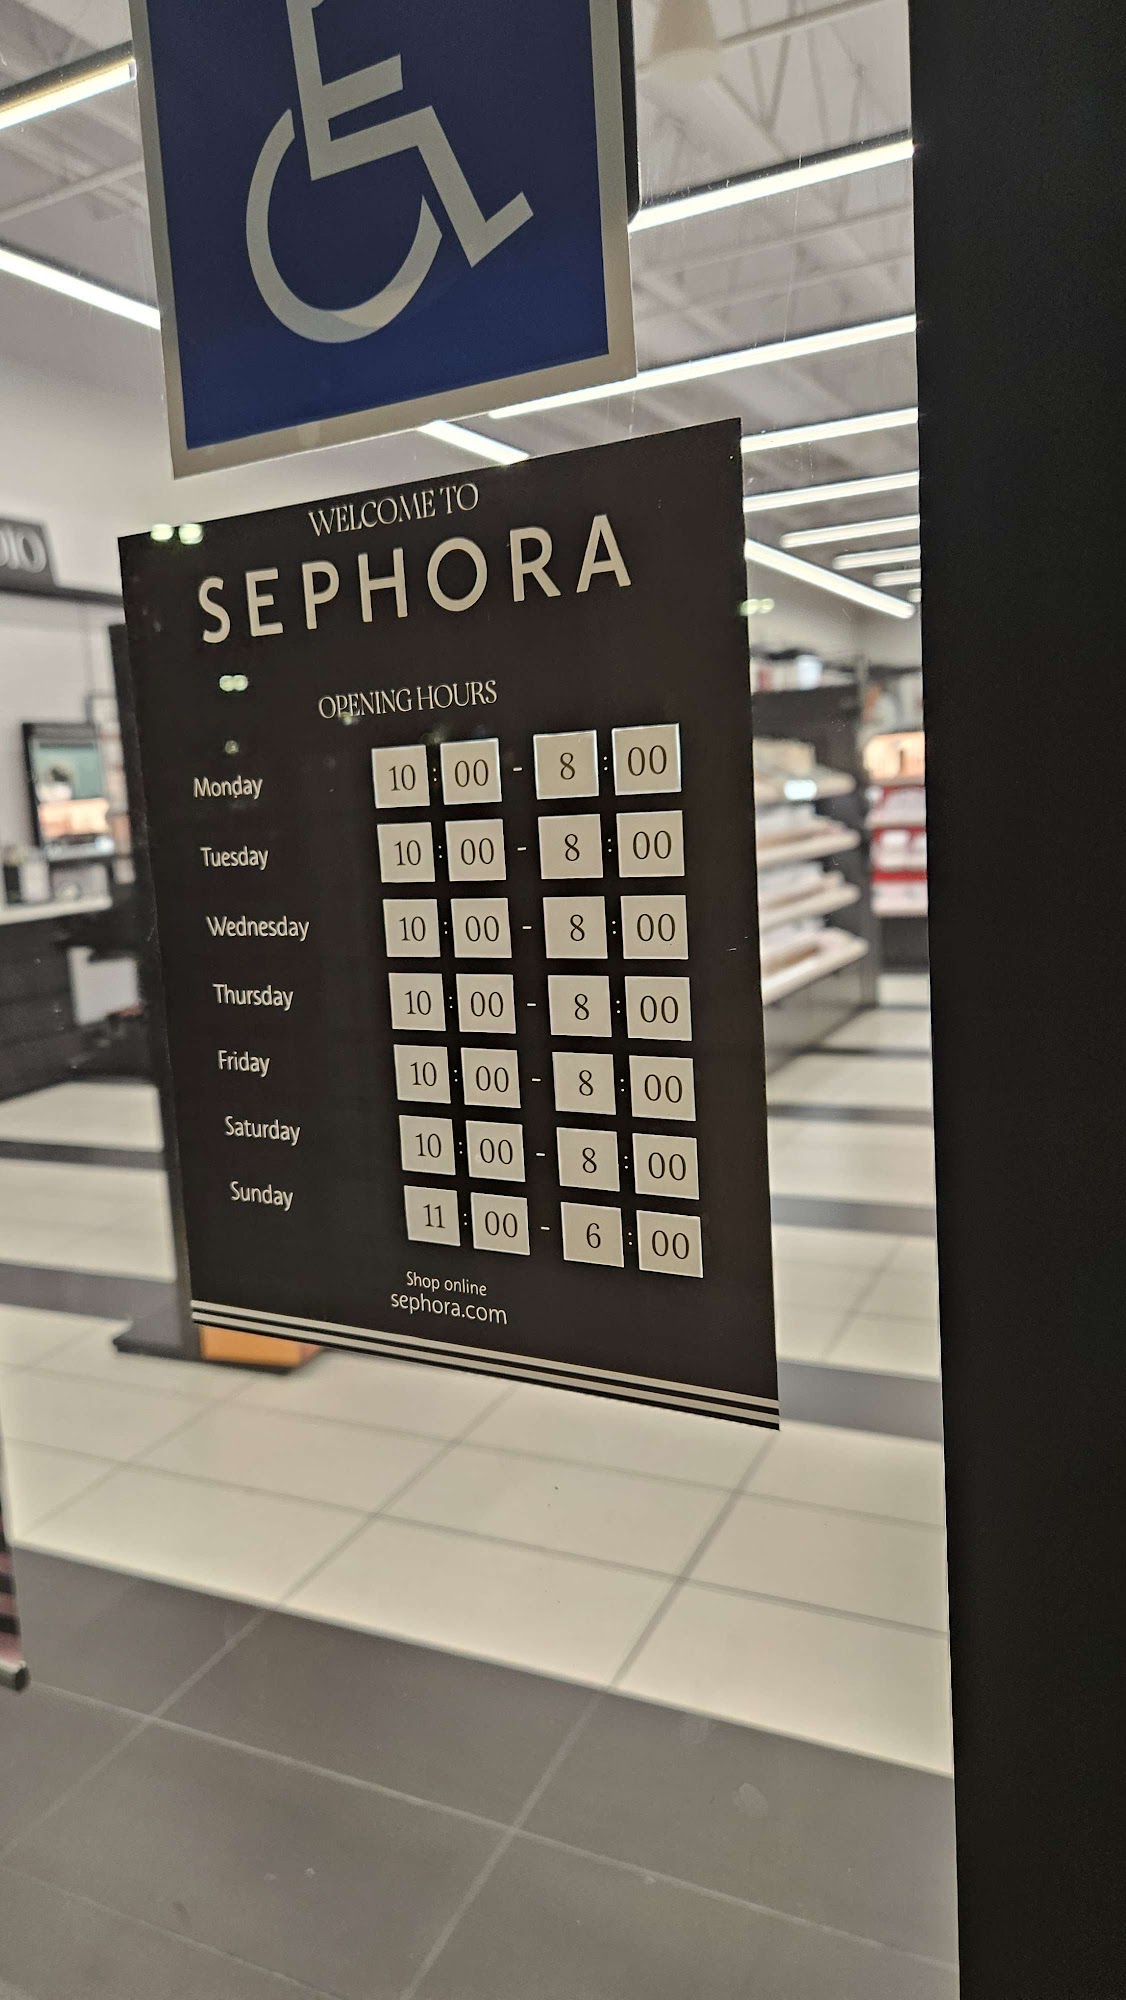 WELCOME TO
SEPHORA
OPENING HOURS
Monday 10:00 - 8:00
Tuesday 10:00 - 8:00
Wednesday 10:00 - 8:00
Thursday 10:00 - 8:00
Friday 10:00 - 8:00
Saturday 10:00 - 8:00
Sunday 11:00 - 6:00
Shop online
sephora.com